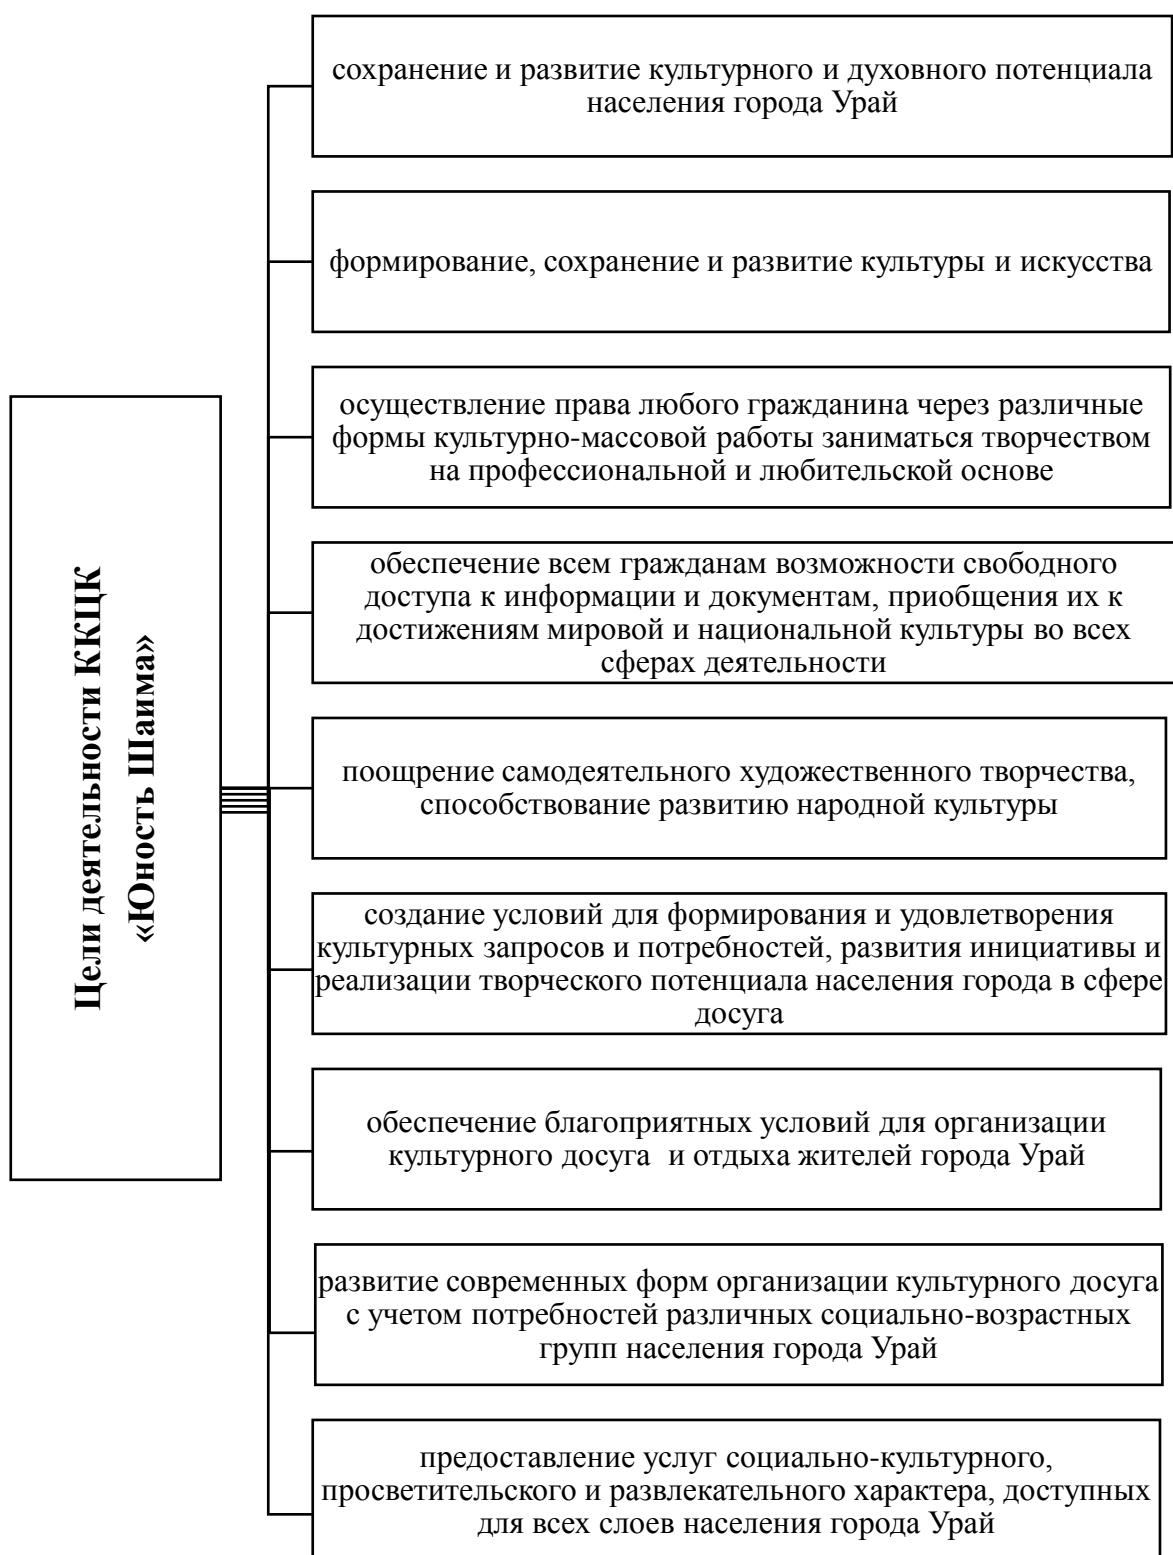 Цели деятельности ККЦК
«Юность Шаима»
сохранение и развитие культурного и духовного потенциала
населения города Урай
формирование, сохранение и развитие культуры и искусства
осуществление права любого гражданина через различные
формы культурно-массовой работы заниматься творчеством
на профессиональной и любительской основе
обеспечение всем гражданам возможности свободного
доступа к информации и документам, приобщения их к
достижениям мировой и национальной культуры во всех
сферах деятельности
поощрение самодеятельного художественного творчества,
способствование развитию народной культуры
создание условий для формирования и удовлетворения
культурных запросов и потребностей, развития инициативы и
реализации творческого потенциала населения города в сфере
досуга
обеспечение благоприятных условий для организации
культурного досуга  и отдыха жителей города Урай
развитие современных форм организации культурного досуга
с учетом потребностей различных социально-возрастных
групп населения города Урай
предоставление услуг социально-культурного,
просветительского и развлекательного характера, доступных
для всех слоев населения города Урай